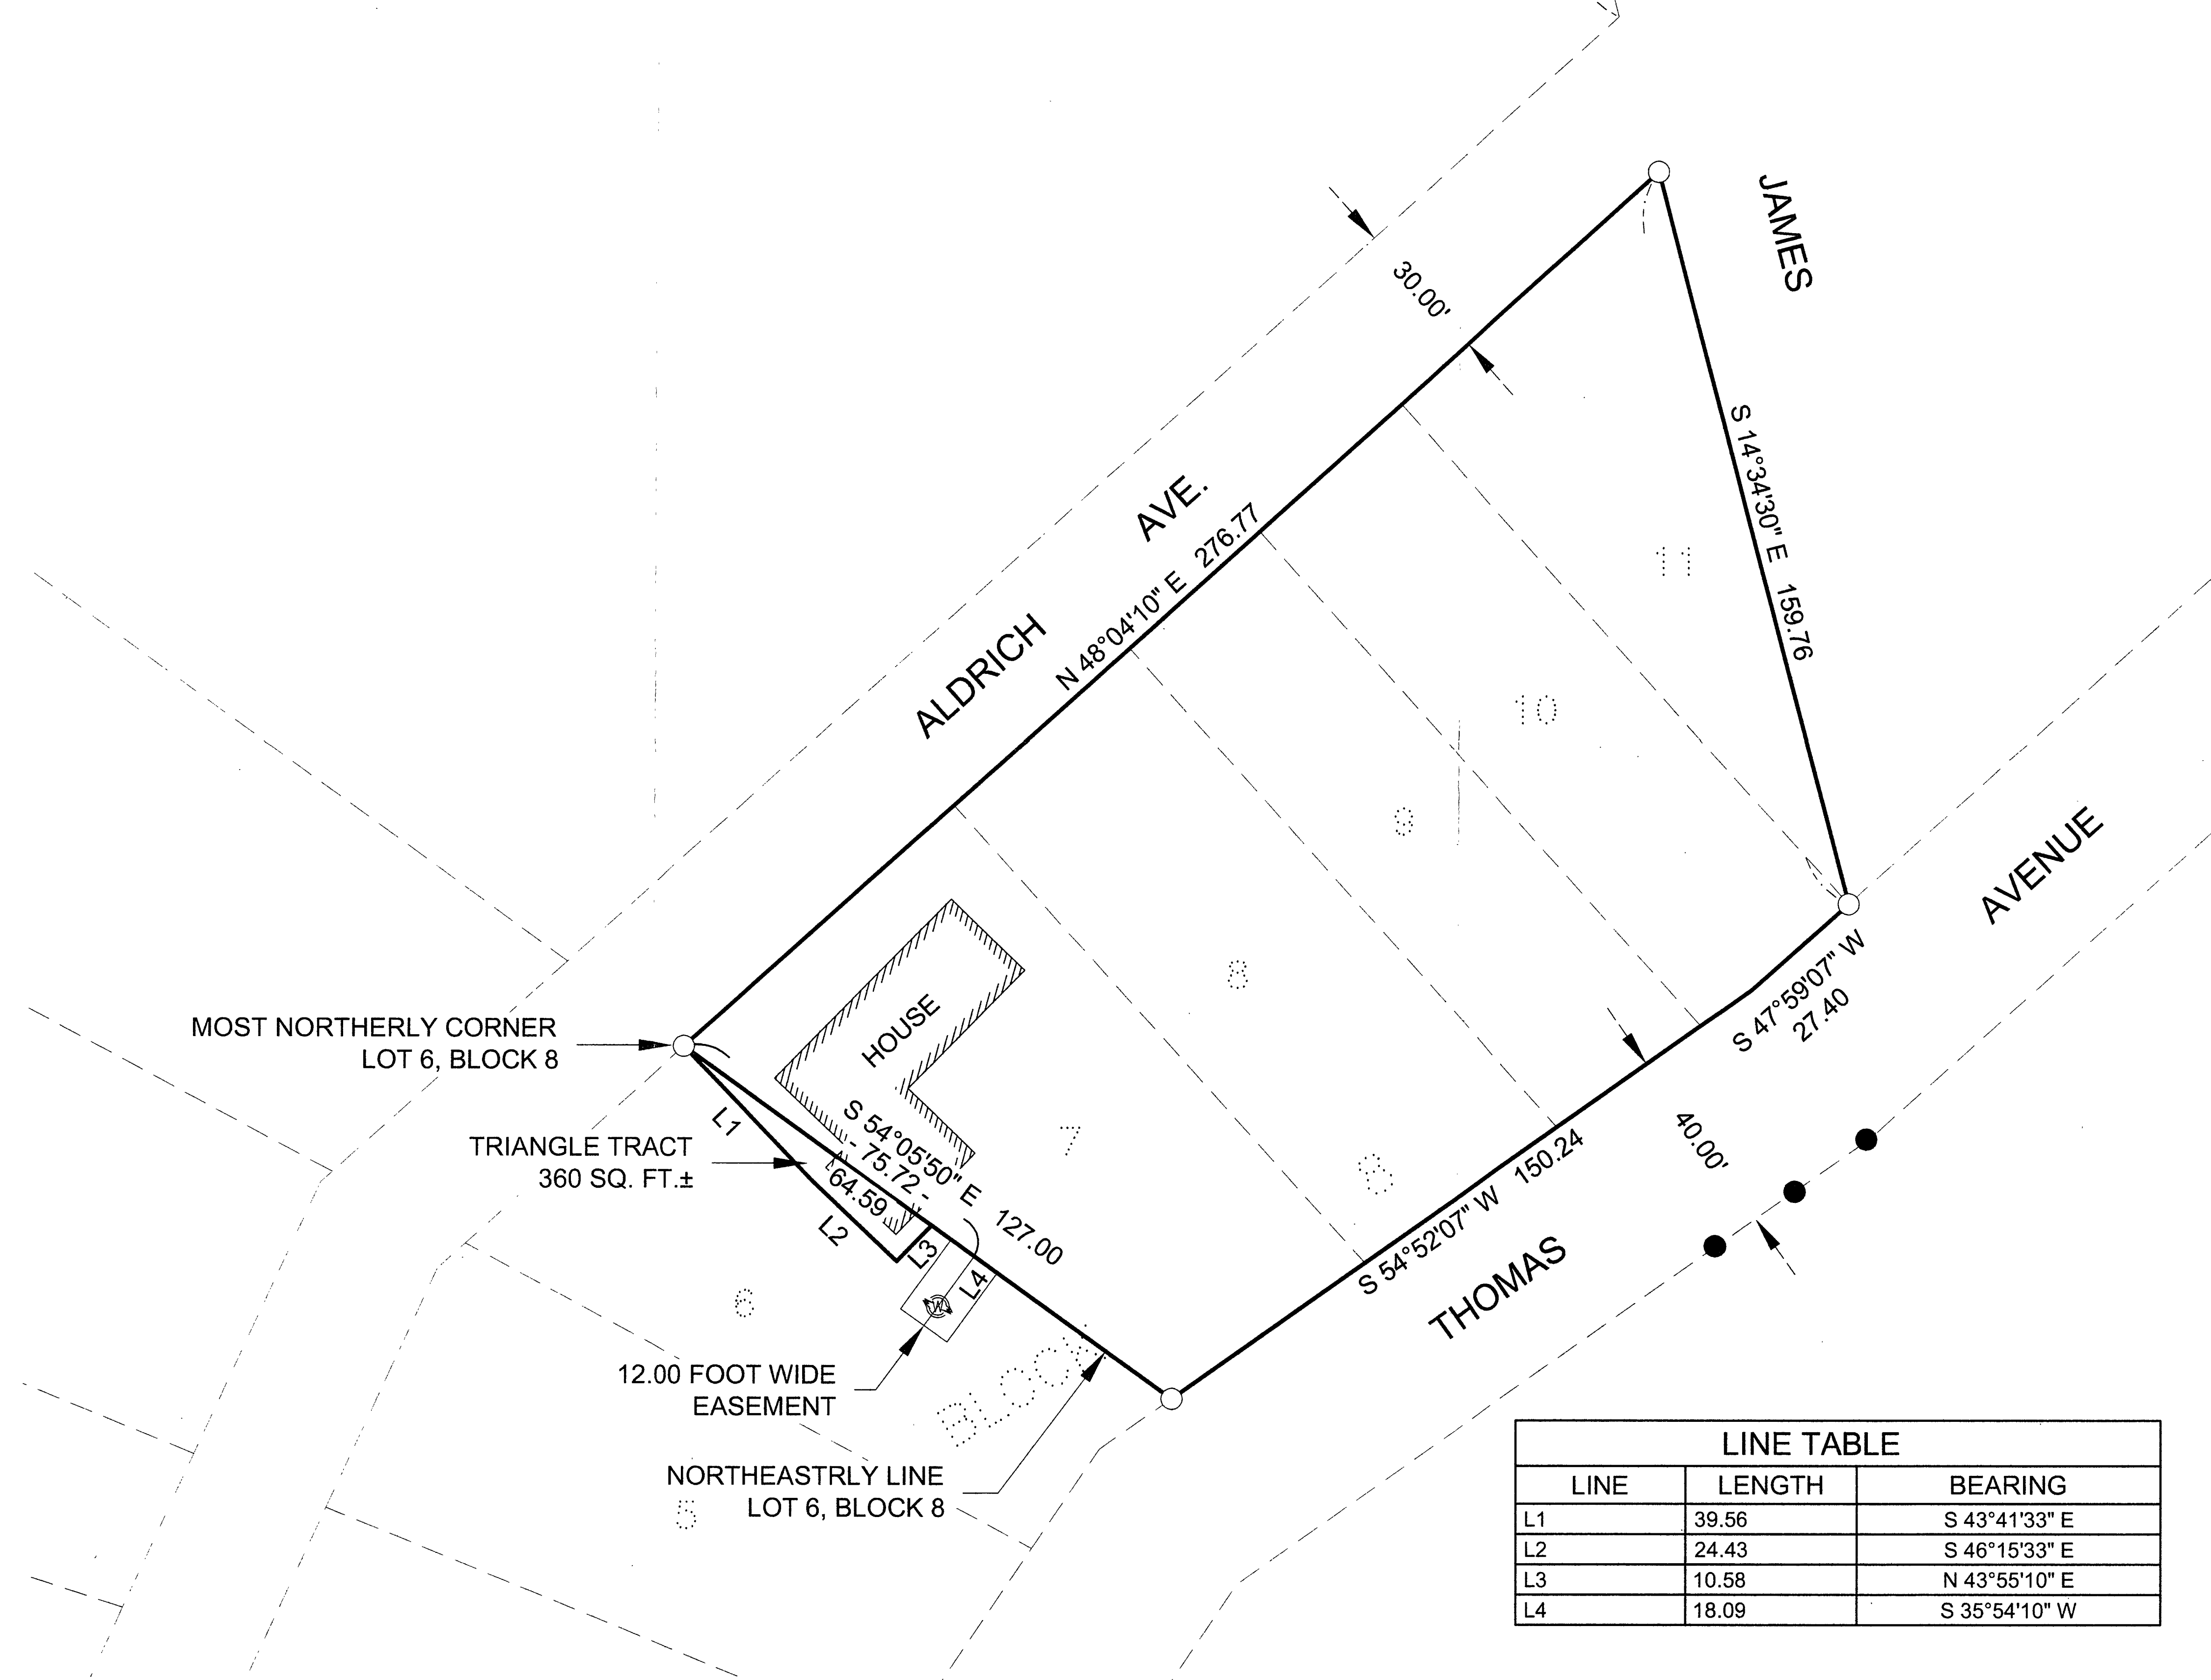 JAMES
30.00'
S 14°34'30" E 159.76
AVE.
N 48°04'10" E 276.77
ALDRICH
11
10
9
8
7
AVENUE
S 47°59'07" W
27.40
MOST NORTHERLY CORNER
LOT 6, BLOCK 8
HOUSE
L1
TRIANGLE TRACT
360 SQ. FT.±
S 54°05'50" E 127.00
- 75.72 -
64.59
L2
L3
L4
40.00'
S 54°52'07" W 150.24
THOMAS
6
W
12.00 FOOT WIDE
EASEMENT
BLOCK
NORTHEASTRLY LINE
LOT 6, BLOCK 8
5
LINE TABLE
LINE LENGTH BEARING
L1 39.56 S 43°41'33" E
L2 24.43 S 46°15'33" E
L3 10.58 N 43°55'10" E
L4 18.09 S 35°54'10" W